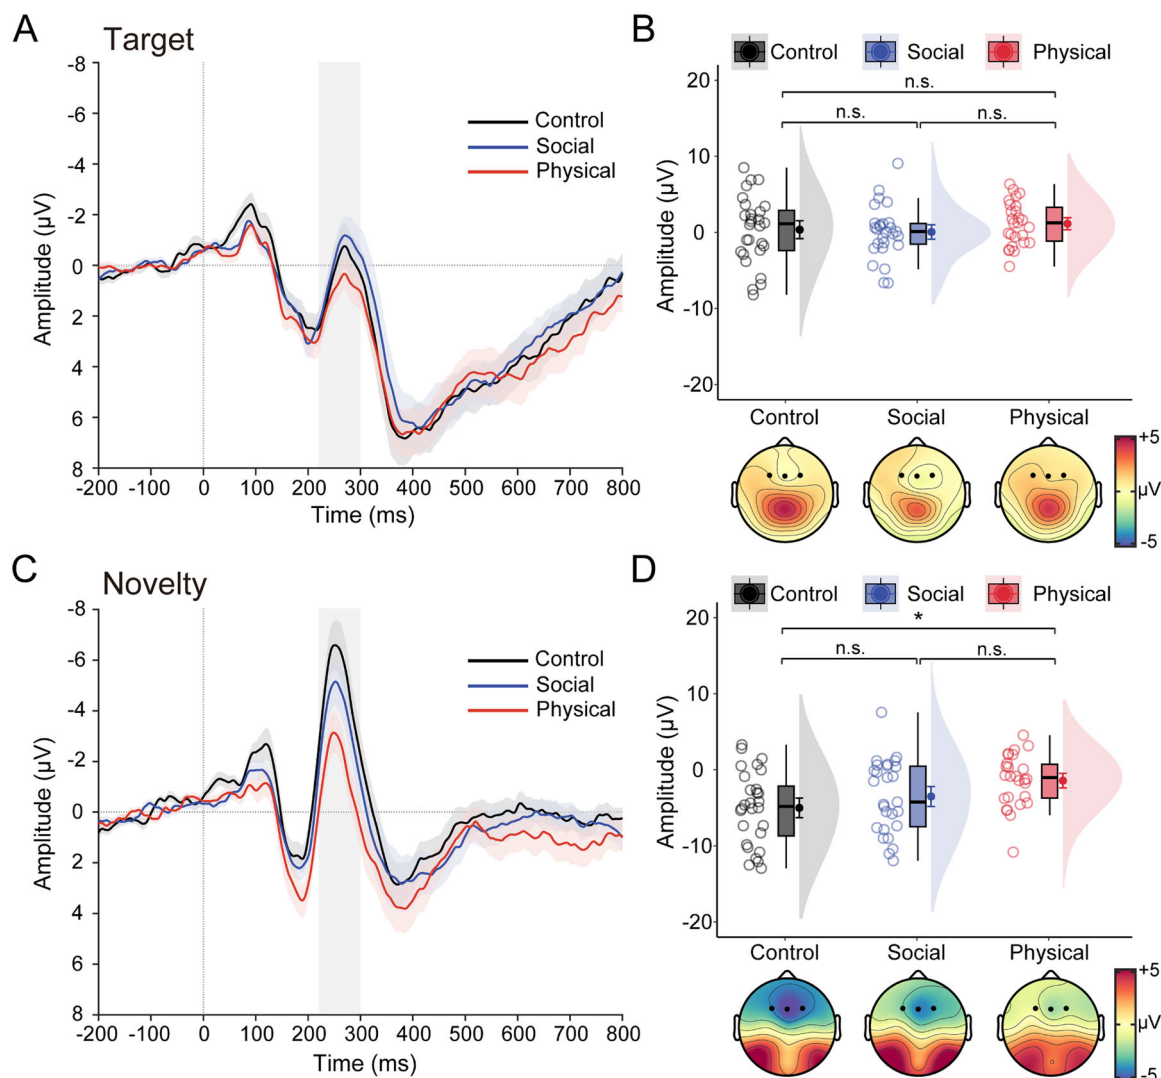 A
Target
-8
-6
-4
-2
0
2
4
6
8
Amplitude (µV)
Control
Social
Physical
-200 -100 0 100 200 300 400 500 600 700 800
Time (ms)
B
Control Social Physical
20
10
0
-10
-20
Amplitude (µV)
n.s.
n.s. n.s.
Control Social Physical
+5
µV
-5
C
Novelty
-8
-6
-4
-2
0
2
4
6
8
Amplitude (µV)
Control
Social
Physical
-200 -100 0 100 200 300 400 500 600 700 800
Time (ms)
D
Control Social Physical
20
10
0
-10
-20
Amplitude (µV)
*
n.s. n.s.
Control Social Physical
+5
µV
-5